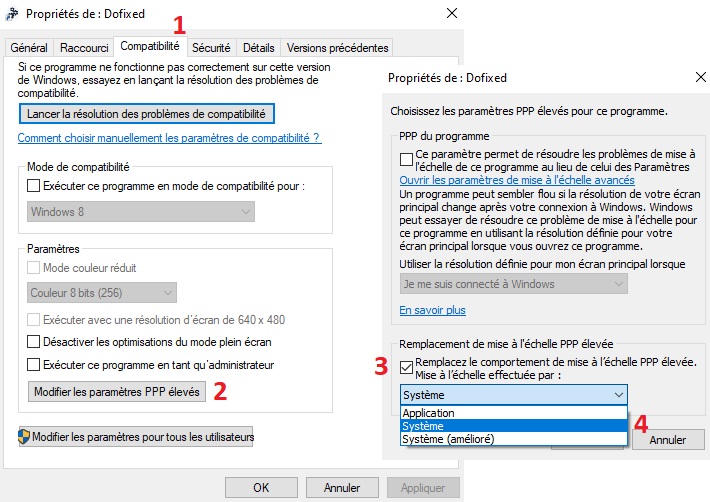 Propriétés de : Dofixed
1
Général
Raccourci
Compatibilité
Sécurité
Détails
Versions précédentes
Si ce programme ne fonctionne pas correctement sur cette version
de Windows, essayez en lançant la résolution des problèmes de
compatibilité.
Lancer la résolution des problèmes de compatibilité
Comment choisir manuellement les paramètres de compatibilité ?
Mode de compatibilité
Exécuter ce programme en mode de compatibilité pour :
Windows 8
Paramètres
Mode couleur réduit
Couleur 8 bits (256)
Exécuter avec une résolution d'écran de 640 x 480
Désactiver les optimisations du mode plein écran
Exécuter ce programme en tant qu'administrateur
Modifier les paramètres PPP élevés
2
Modifier les paramètres pour tous les utilisateurs
OK
Annuler
Appliquer
Propriétés de : Dofixed
Choisissez les paramètres PPP élevés pour ce programme.
PPP du programme
Ce paramètre permet de résoudre les problèmes de mise à
l'échelle de ce programme au lieu de celui des Paramètres
Ouvrir les paramètres de mise à l'échelle avancés
Un programme peut sembler flou si la résolution de votre écran
principal change après votre connexion à Windows. Windows
peut essayer de résoudre ce problème de mise à l'échelle pour
ce programme en utilisant la résolution définie pour votre
écran principal lorsque vous ouvrez ce programme.
Utiliser la résolution définie pour mon écran principal lorsque
Je me suis connecté à Windows
En savoir plus
Remplacement de mise à l'échelle PPP élevée
3
Remplacez le comportement de mise à l'échelle PPP élevée.
Mise à l'échelle effectuée par :
Système
Application
Système
Système (amélioré)
4
Annuler